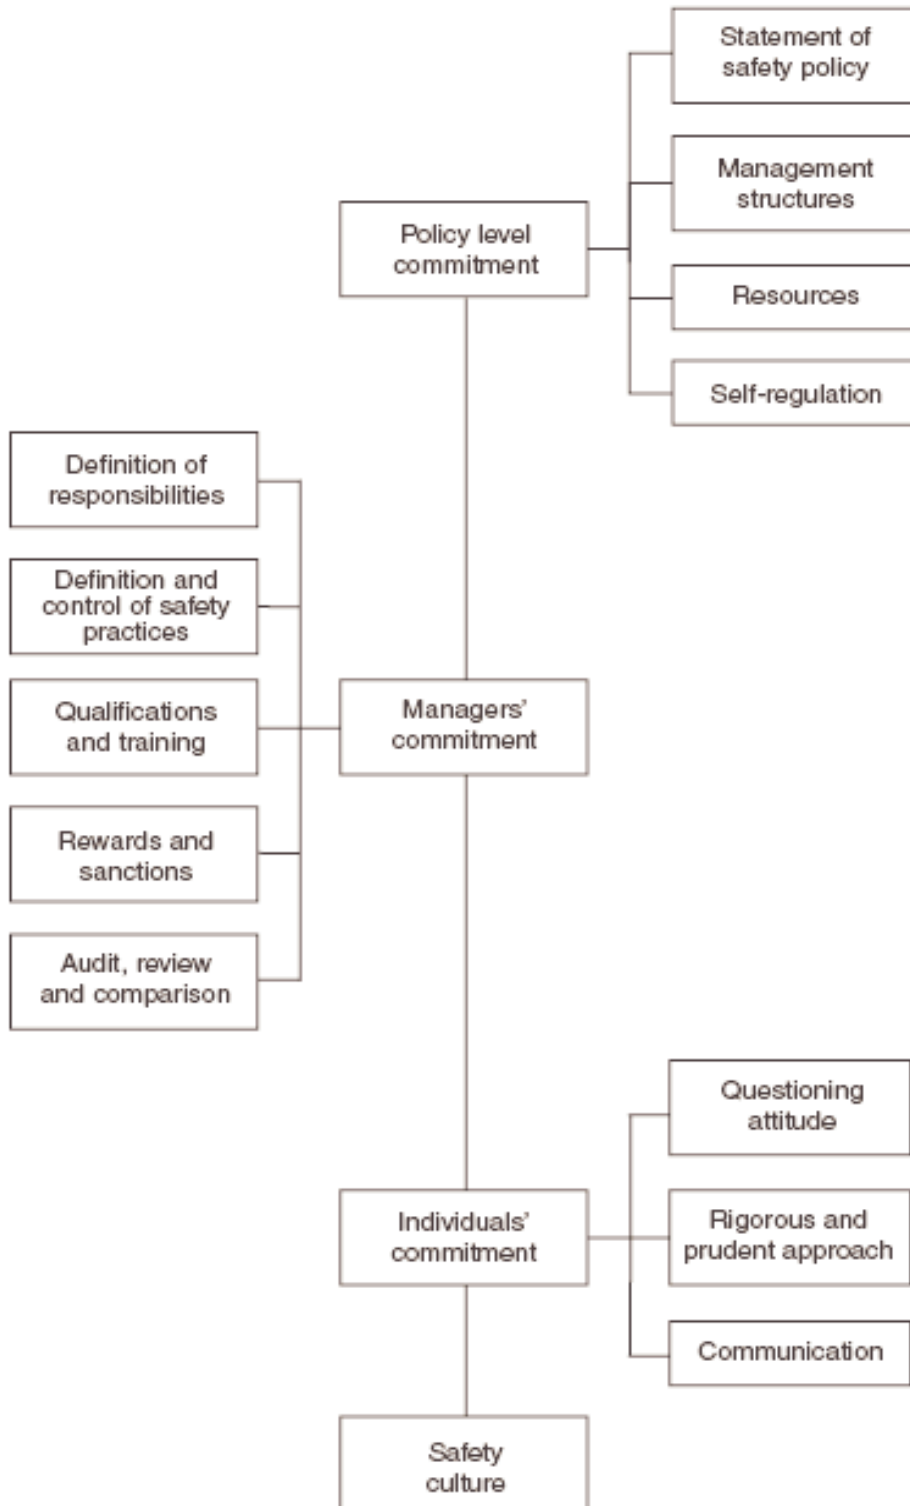 Statement of
safety policy
Management
structures
Policy level
commitment
Resources
Self-regulation
Definition of
responsibilities
Definition and
control of safety
practices
Qualifications
and training
Managers'
commitment
Rewards and
sanctions
Audit, review
and comparison
Questioning
attitude
Individuals'
commitment
Rigorous and
prudent approach
Communication
Safety
culture